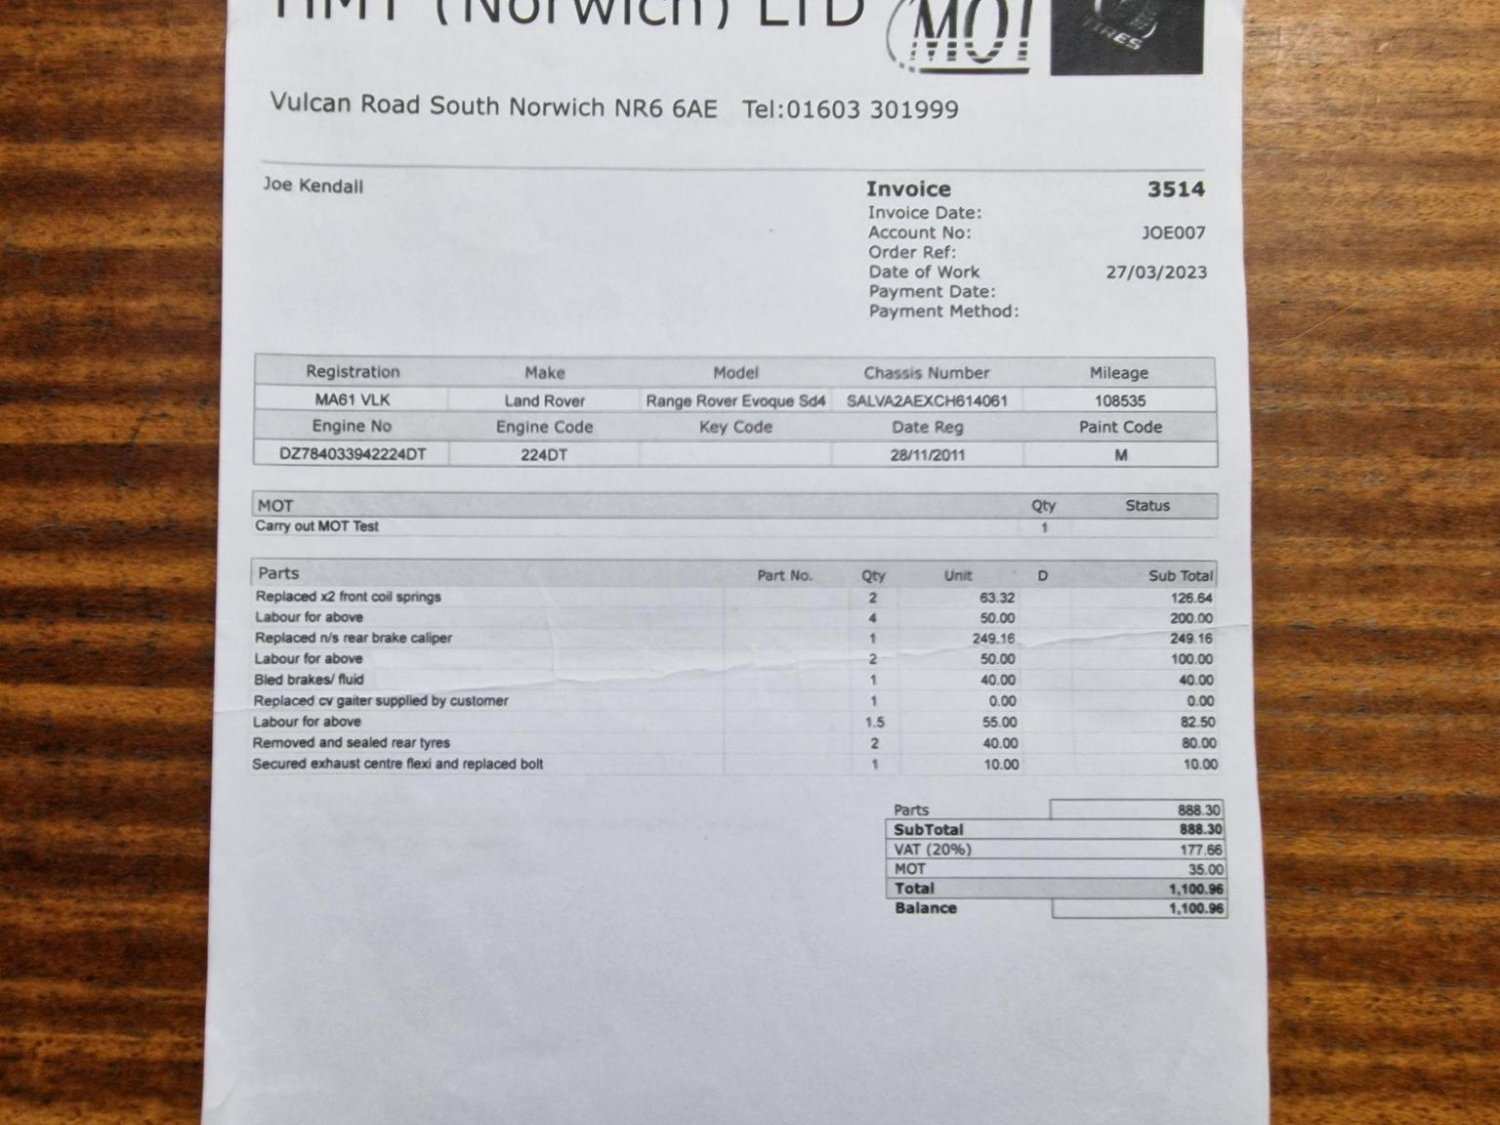 (Norwich) LTD MOT
TIRES
Vulcan Road South Norwich NR6 6AE Tel:01603 301999
Joe Kendall
Invoice 3514
Invoice Date:
Account No: JOE007
Order Ref:
Date of Work 27/03/2023
Payment Date:
Payment Method:
Registration Make Model Chassis Number Mileage
MA61 VLK Land Rover Range Rover Evoque Sd4 SALVA2AEXCH614061 108535
Engine No Engine Code Key Code Date Reg Paint Code
DZ784033942224DT 224DT 28/11/2011 M
MOT Qty Status
Carry out MOT Test 1
Parts Part No. Qty Unit D Sub Total
Replaced x2 front coil springs 2 63.32 126.64
Labour for above 4 50.00 200.00
Replaced n/s rear brake caliper 1 249.16 249.16
Labour for above 2 50.00 100.00
Bled brakes/ fluid 1 40.00 40.00
Replaced cv gaiter supplied by customer 1 0.00 0.00
Labour for above 1.5 55.00 82.50
Removed and sealed rear tyres 2 40.00 80.00
Secured exhaust centre flexi and replaced bolt 1 10.00 10.00
Parts 888.30
SubTotal 888.30
VAT (20%) 177.66
MOT 35.00
Total 1,100.96
Balance 1,100.96